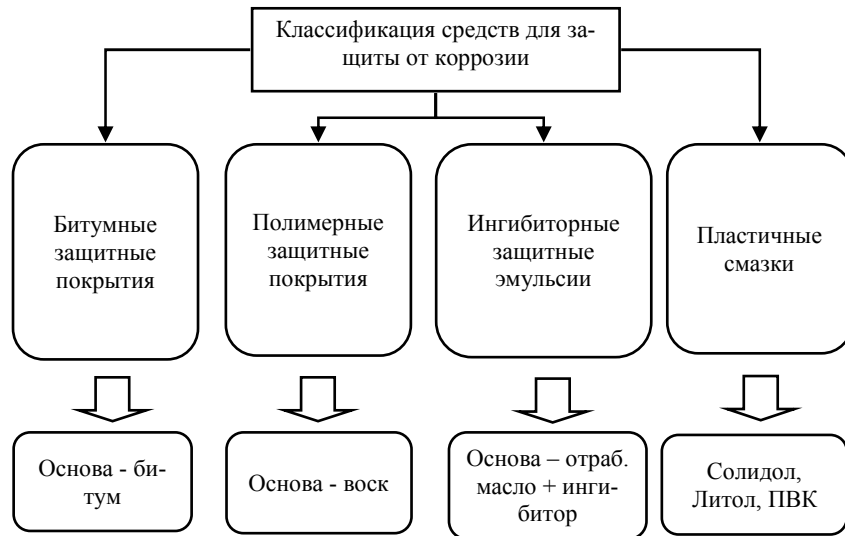 Классификация средств для за-
щиты от коррозии
Битумные
защитные
покрытия
Полимерные
защитные
покрытия
Ингибиторные
защитные
эмульсии
Пластичные
смазки
Основа - би-
тум
Основа - воск
Основа – отраб.
масло + инги-
битор
Солидол,
Литол, ПВК